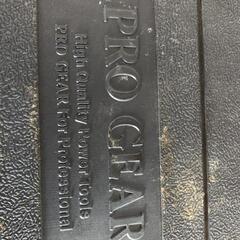 PRO GEAR
High Quality Power Tools
PRO GEAR For Professional